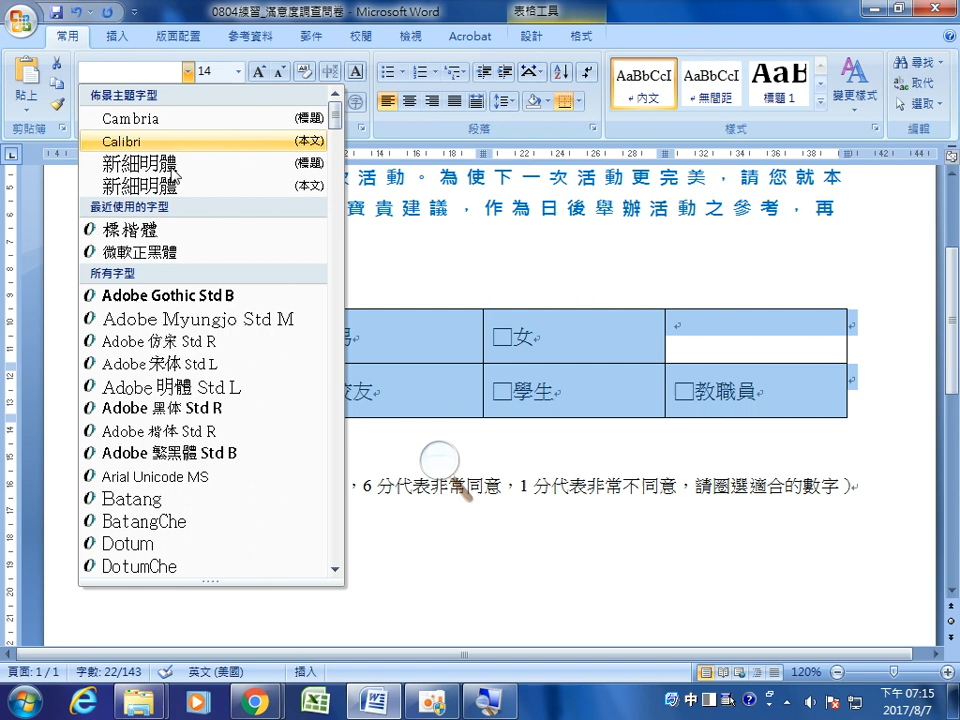 0804練習_滿意度調查問卷 - Microsoft Word
表格工具
常用 插入 版面配置 參考資料 郵件 校閱 檢視 Acrobat 設計 格式
貼上
14
AaBbCcI AaBbCcI AaBb
內文 無間距 標題 1
變更樣式
尋找
取代
選取
剪貼簿 段落 樣式 編輯
佈景主題字型
Cambria (標題)
Calibri (本文)
新細明體 (標題)
新細明體 (本文)
最近使用的字型
標楷體
微軟正黑體
所有字型
Adobe Gothic Std B
Adobe Myungjo Std M
Adobe 仿宋 Std R
Adobe 宋体 Std L
Adobe 明體 Std L
Adobe 黑体 Std R
Adobe 楷体 Std R
Adobe 繁黑體 Std B
Arial Unicode MS
Batang
BatangChe
Dotum
DotumChe
活動。為使下一次活動更完美，請您就本
寶貴建議，作為日後舉辦活動之參考，再
男 □女
校友 □學生 □教職員
，6 分代表非常同意，1 分代表非常不同意，請圈選適合的數字）
頁面: 1 / 1 字數: 22/143 英文 (美國) 插入 120%
中
下午 07:15
2017/8/7